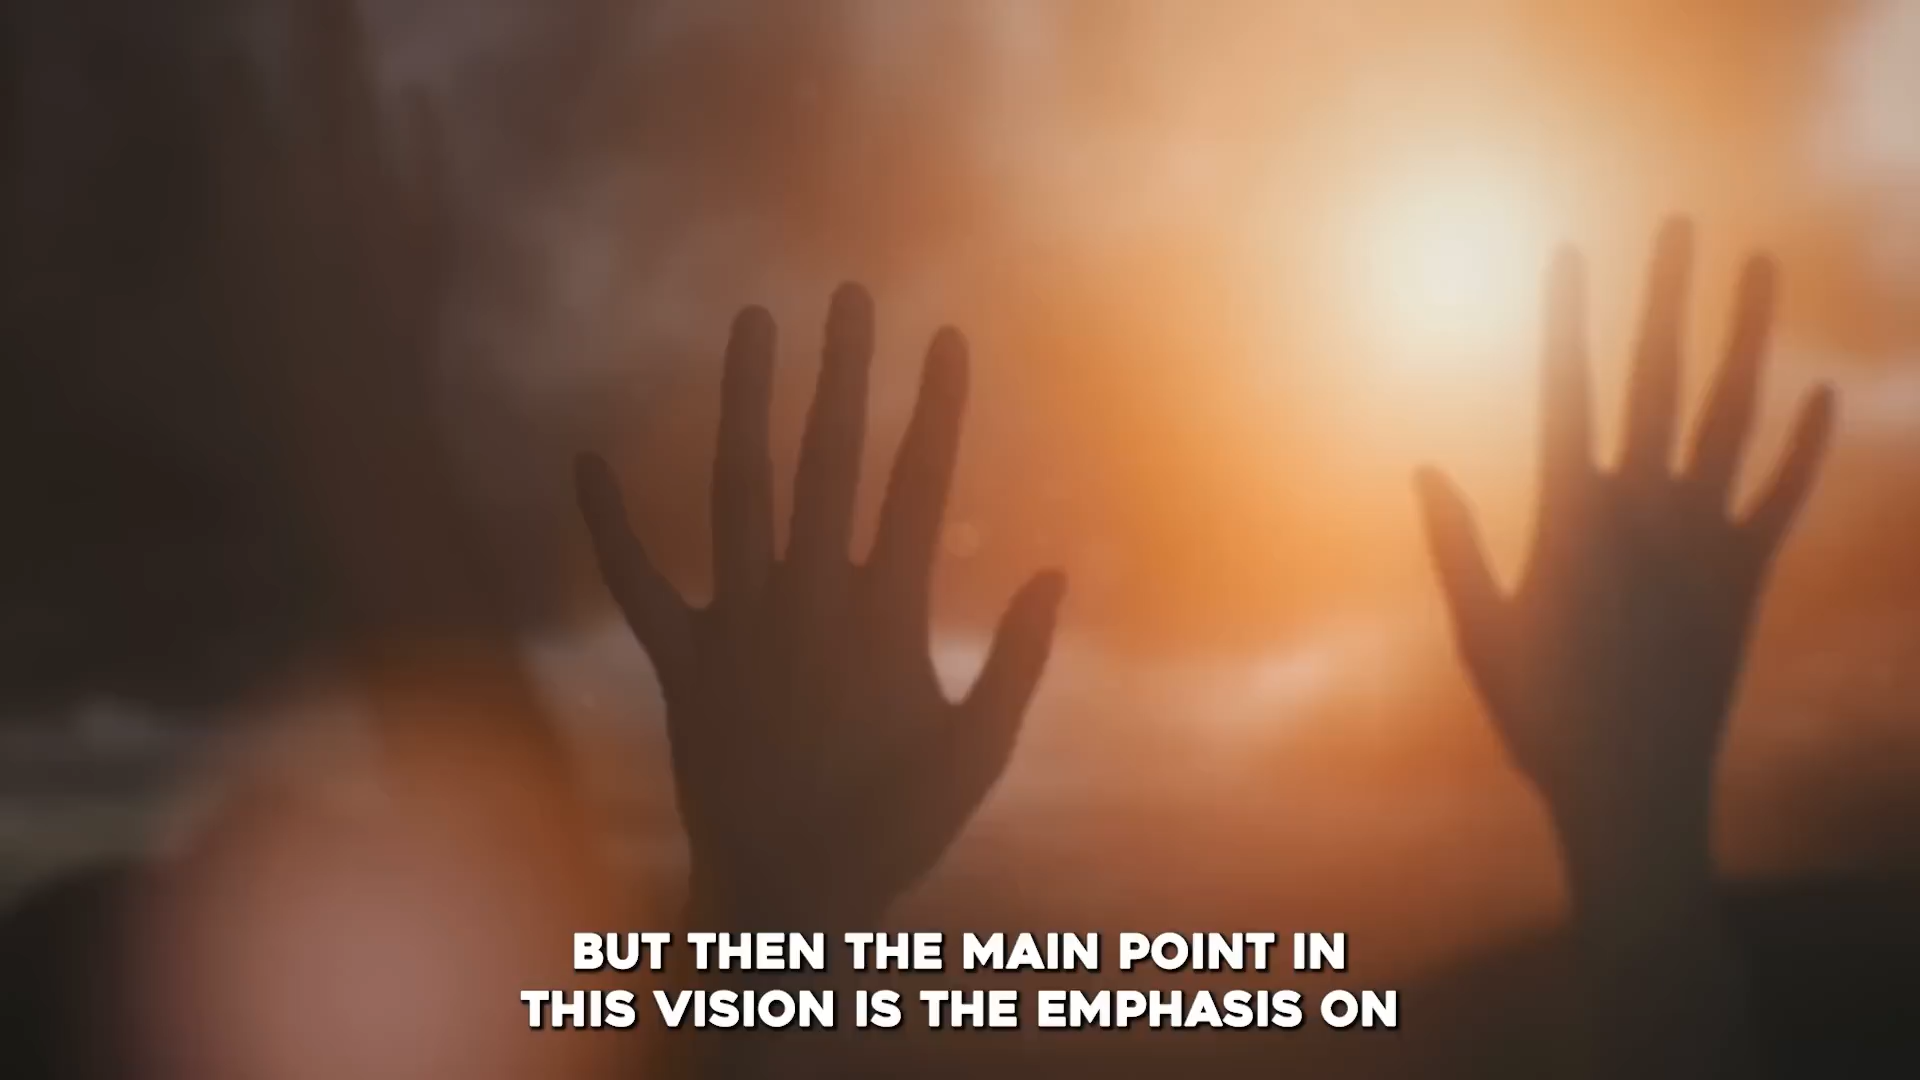 BUT THEN THE MAIN POINT IN
THIS VISION IS THE EMPHASIS ON